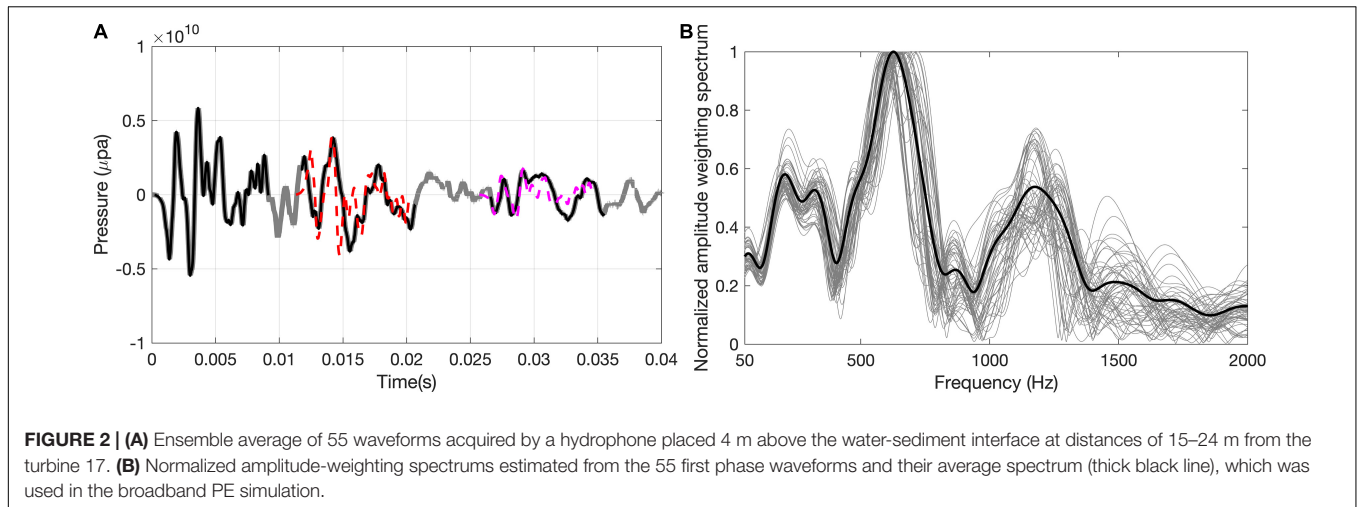 A
×10^10
1
0.5
0
-0.5
-1
Pressure (μpa)
0 0.005 0.01 0.015 0.02 0.025 0.03 0.035 0.04
Time(s)
B
1
0.8
0.6
0.4
0.2
0
Normalized amplitude weighting spectrum
50 500 1000 1500 2000
Frequency (Hz)
FIGURE 2 | (A) Ensemble average of 55 waveforms acquired by a hydrophone placed 4 m above the water-sediment interface at distances of 15–24 m from the
turbine 17. (B) Normalized amplitude-weighting spectrums estimated from the 55 first phase waveforms and their average spectrum (thick black line), which was
used in the broadband PE simulation.